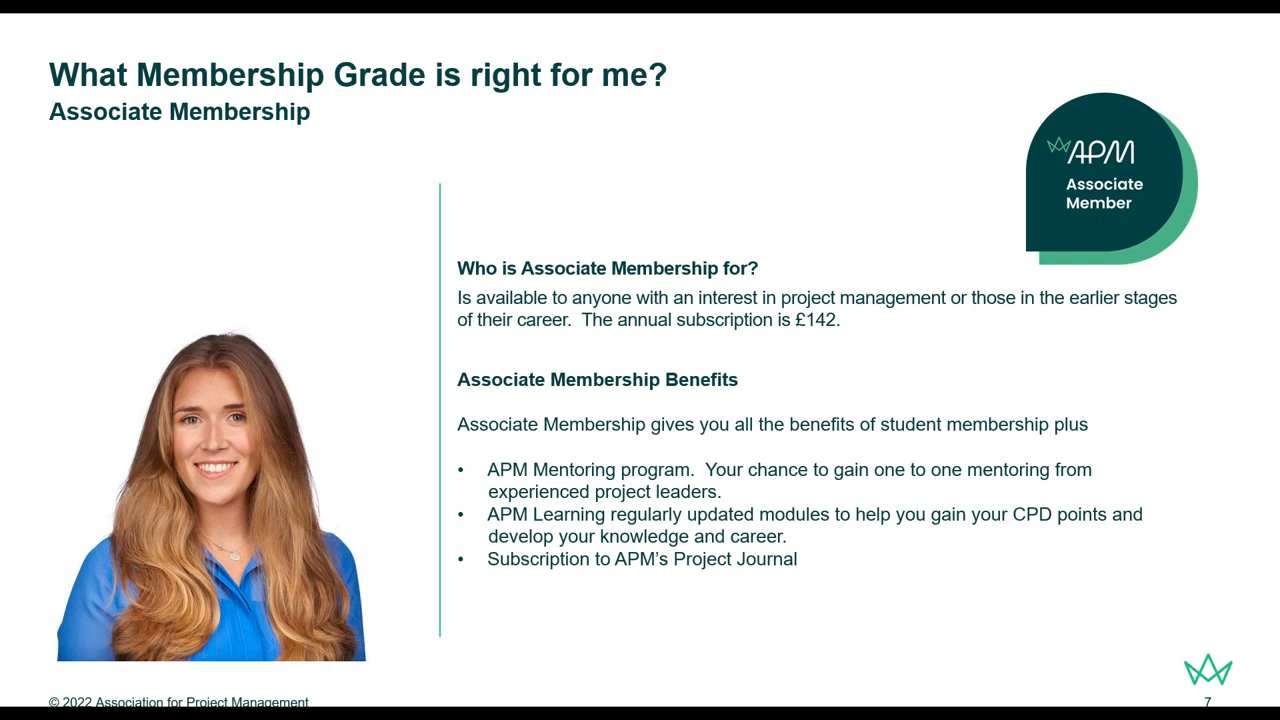 What Membership Grade is right for me?
Associate Membership
APM
Associate
Member
Who is Associate Membership for?
Is available to anyone with an interest in project management or those in the earlier stages
of their career.  The annual subscription is £142.
Associate Membership Benefits
Associate Membership gives you all the benefits of student membership plus
• APM Mentoring program.  Your chance to gain one to one mentoring from
experienced project leaders.
• APM Learning regularly updated modules to help you gain your CPD points and
develop your knowledge and career.
• Subscription to APM’s Project Journal
© 2022 Association for Project Management
7